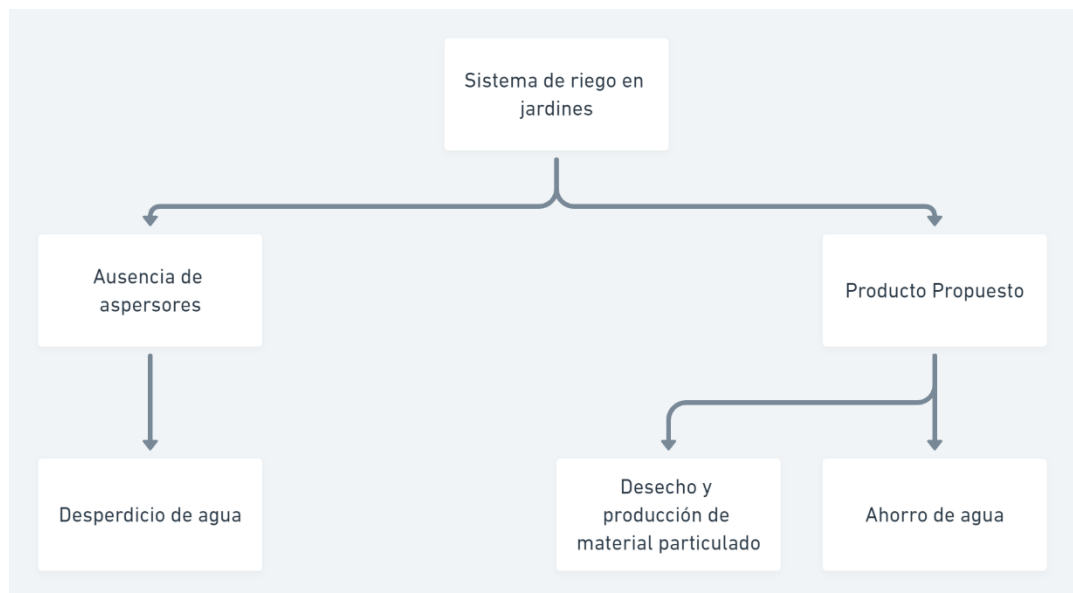 Sistema de riego en
jardines
Ausencia de
aspersores
Producto Propuesto
Desperdicio de agua
Desecho y
producción de
material particulado
Ahorro de agua